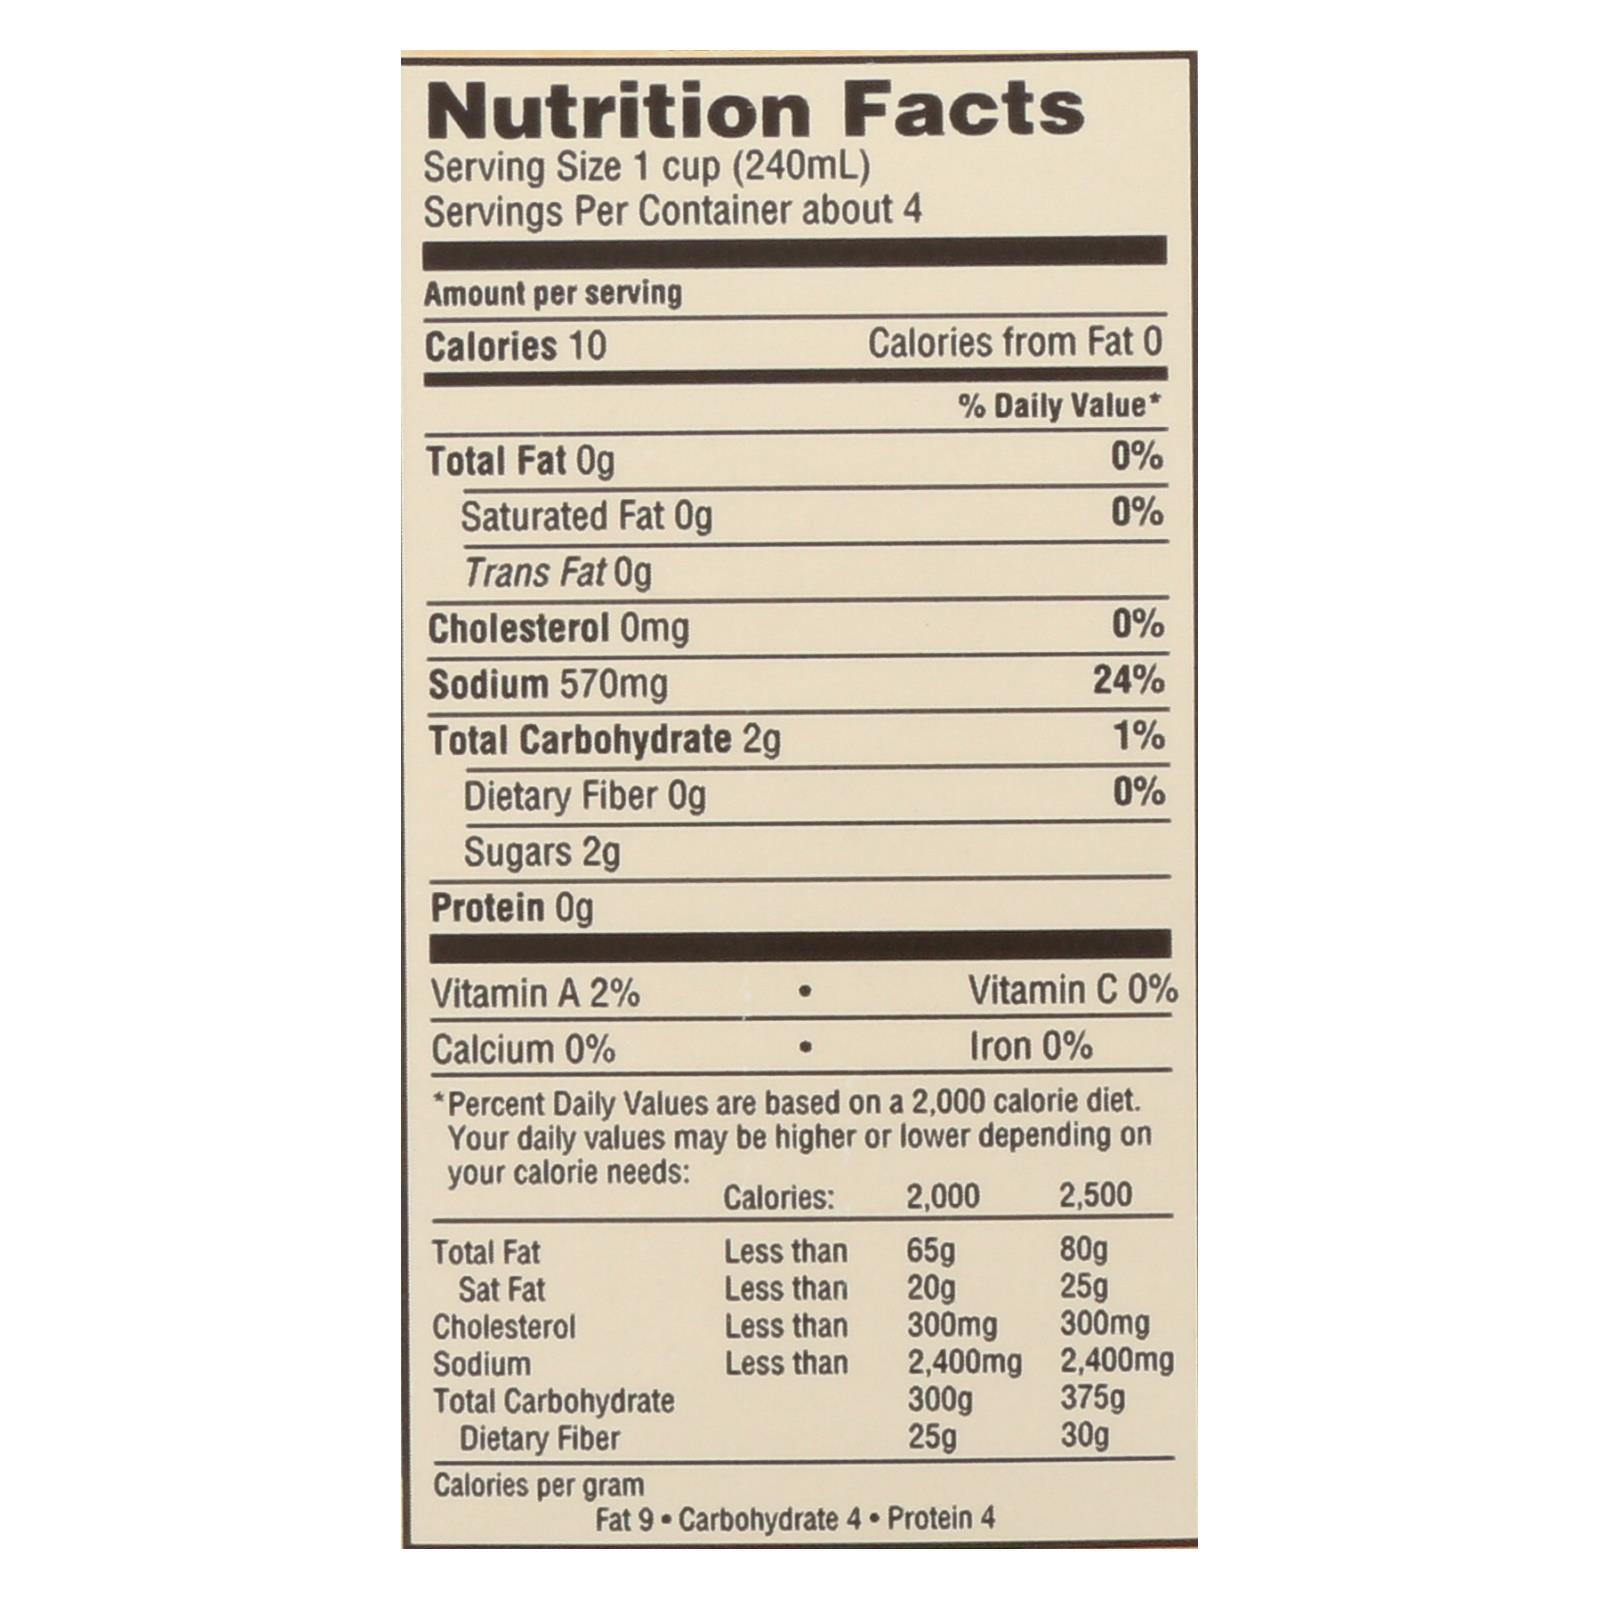 Nutrition Facts
Serving Size 1 cup (240mL)
Servings Per Container about 4
Amount per serving
Calories 10 Calories from Fat 0
% Daily Value*
Total Fat 0g 0%
Saturated Fat 0g 0%
Trans Fat 0g
Cholesterol 0mg 0%
Sodium 570mg 24%
Total Carbohydrate 2g 1%
Dietary Fiber 0g 0%
Sugars 2g
Protein 0g
Vitamin A 2% • Vitamin C 0%
Calcium 0% • Iron 0%
*Percent Daily Values are based on a 2,000 calorie diet.
Your daily values may be higher or lower depending on
your calorie needs:
Calories: 2,000 2,500
Total Fat Less than 65g 80g
Sat Fat Less than 20g 25g
Cholesterol Less than 300mg 300mg
Sodium Less than 2,400mg 2,400mg
Total Carbohydrate 300g 375g
Dietary Fiber 25g 30g
Calories per gram
Fat 9 • Carbohydrate 4 • Protein 4